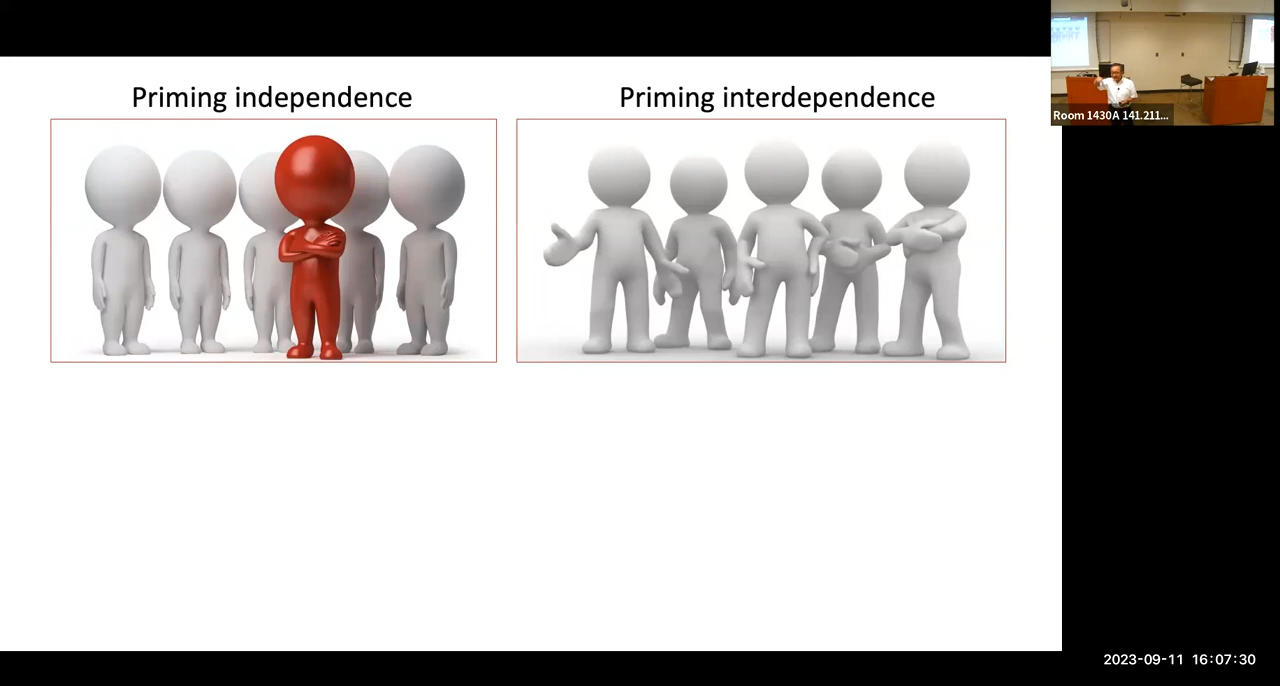 Priming independence
Priming interdependence
Room 1430A 141.211...
2023-09-11 16:07:30